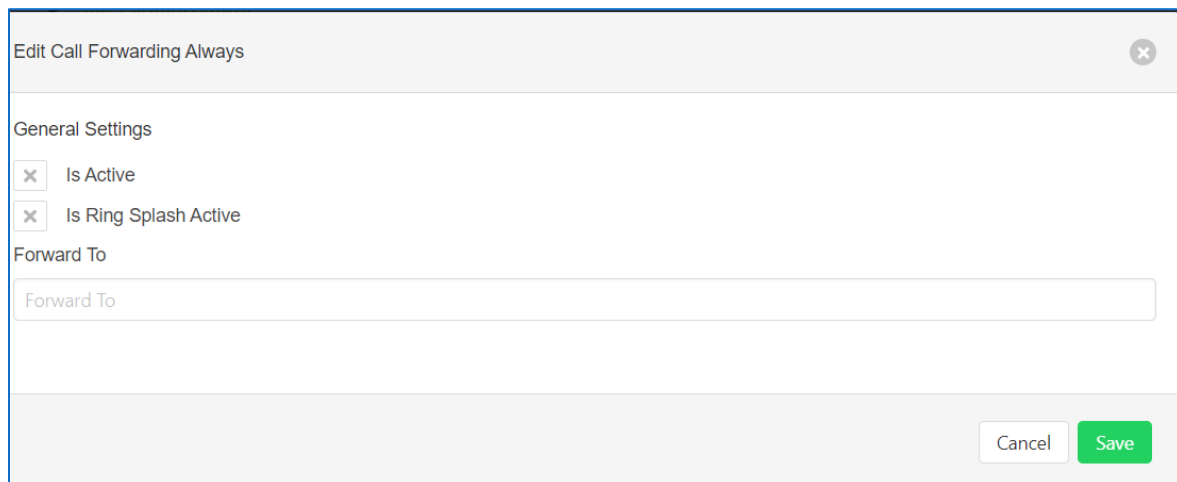 Edit Call Forwarding Always
General Settings
Is Active
Is Ring Splash Active
Forward To
Forward To
Cancel Save